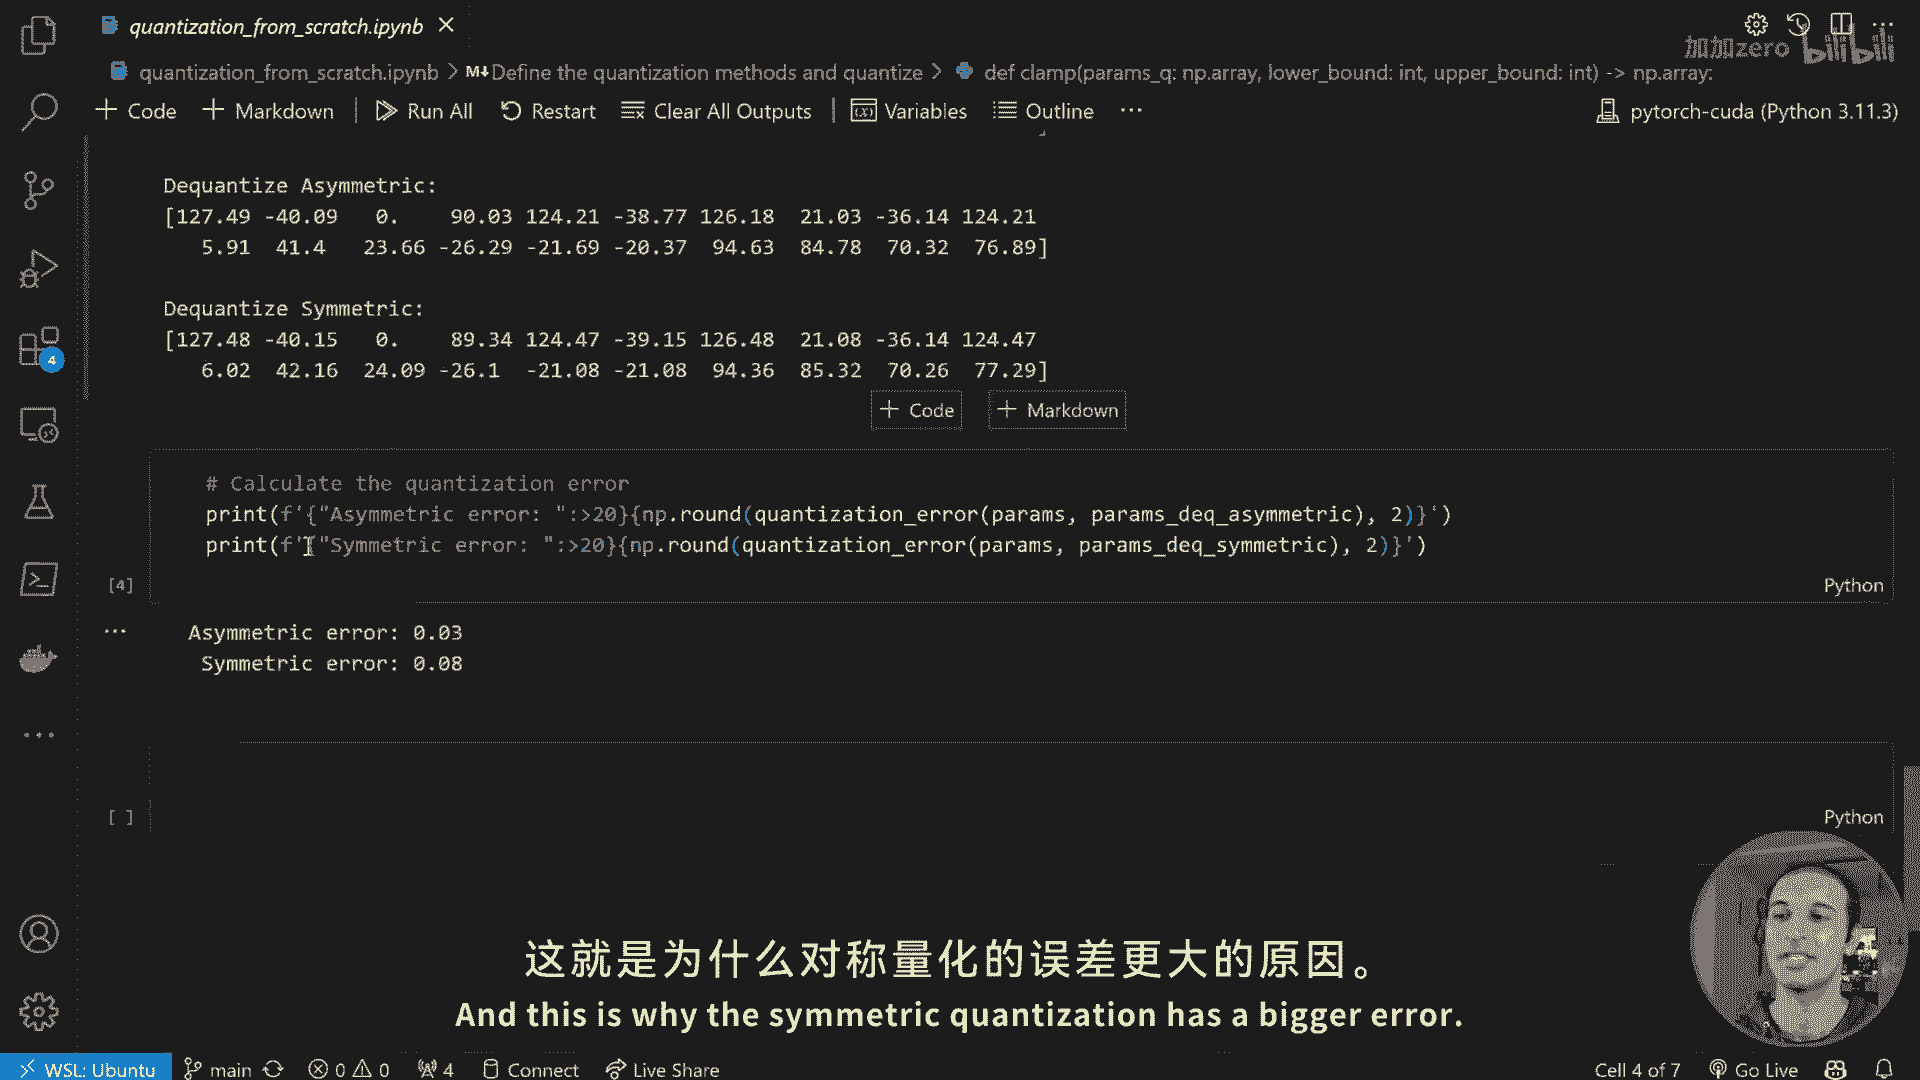 quantization_from_scratch.ipynb
加加zero bilibili
quantization_from_scratch.ipynb > M↓Define the quantization methods and quantize > def clamp(params_q: np.array, lower_bound: int, upper_bound: int) -> np.array:
+ Code + Markdown | Run All Restart Clear All Outputs | Variables Outline ··· pytorch-cuda (Python 3.11.3)
Dequantize Asymmetric:
[127.49 -40.09 0. 90.03 124.21 -38.77 126.18 21.03 -36.14 124.21
5.91 41.4 23.66 -26.29 -21.69 -20.37 94.63 84.78 70.32 76.89]
Dequantize Symmetric:
[127.48 -40.15 0. 89.34 124.47 -39.15 126.48 21.08 -36.14 124.47
6.02 42.16 24.09 -26.1 -21.08 -21.08 94.36 85.32 70.26 77.29]
4
+ Code + Markdown
# Calculate the quantization error
print(f'{"Asymmetric error: ":>20}{np.round(quantization_error(params, params_deq_asymmetric), 2)}')
print(f'{"Symmetric error: ":>20}{np.round(quantization_error(params, params_deq_symmetric), 2)}')
[4] Python
··· Asymmetric error: 0.03
Symmetric error: 0.08
[ ] Python
这就是为什么对称量化的误差更大的原因。
And this is why the symmetric quantization has a bigger error.
WSL: Ubuntu main 0 0 4 Connect Live Share Cell 4 of 7 Go Live